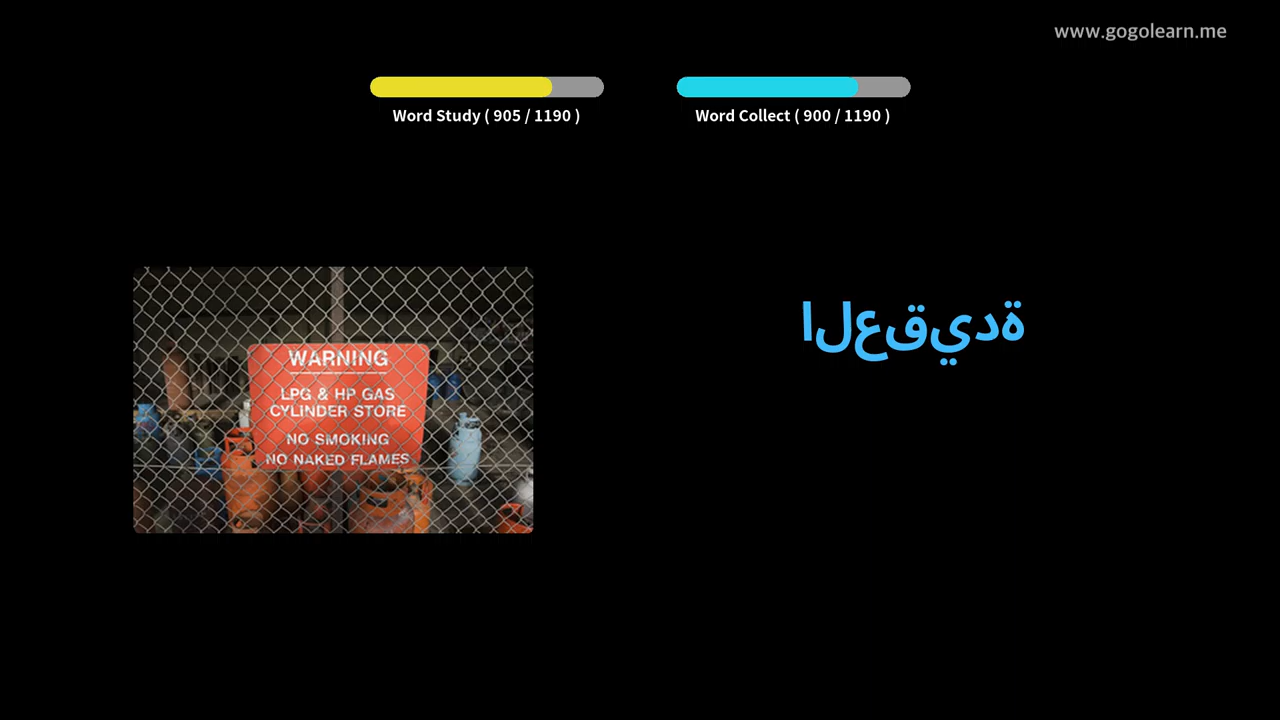 www.gogolearn.me
Word Study ( 905 / 1190 )
Word Collect ( 900 / 1190 )
العقيدة
WARNING
LPG & HP GAS
CYLINDER STORE
NO SMOKING
NO NAKED FLAMES